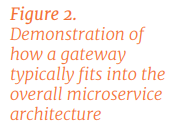 Figure 2.
Demonstration of
how a gateway
typically fits into the
overall microservice
architecture